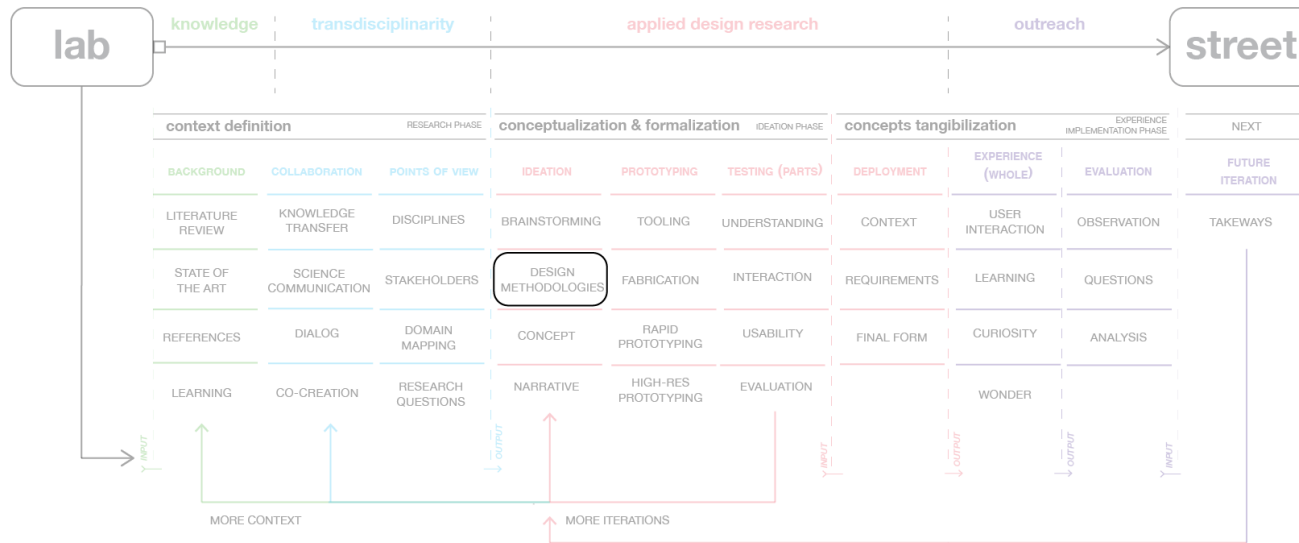 knowledge
transdisciplinarity
applied design research
outreach
lab
street
context definition
RESEARCH PHASE
conceptualization & formalization
IDEATION PHASE
concepts tangibilization
EXPERIENCE
IMPLEMENTATION PHASE
NEXT
BACKGROUND
COLLABORATION
POINTS OF VIEW
IDEATION
PROTOTYPING
TESTING (PARTS)
DEPLOYMENT
EXPERIENCE
(WHOLE)
EVALUATION
FUTURE
ITERATION
LITERATURE
REVIEW
KNOWLEDGE
TRANSFER
DISCIPLINES
BRAINSTORMING
TOOLING
UNDERSTANDING
CONTEXT
USER
INTERACTION
OBSERVATION
TAKEWAYS
STATE OF
THE ART
SCIENCE
COMMUNICATION
STAKEHOLDERS
DESIGN
METHODOLOGIES
FABRICATION
INTERACTION
REQUIREMENTS
LEARNING
QUESTIONS
REFERENCES
DIALOG
DOMAIN
MAPPING
CONCEPT
RAPID
PROTOTYPING
USABILITY
FINAL FORM
CURIOSITY
ANALYSIS
LEARNING
CO-CREATION
RESEARCH
QUESTIONS
NARRATIVE
HIGH-RES
PROTOTYPING
EVALUATION
WONDER
INPUT
OUTPUT
INPUT
OUTPUT
OUTPUT
INPUT
MORE CONTEXT
MORE ITERATIONS